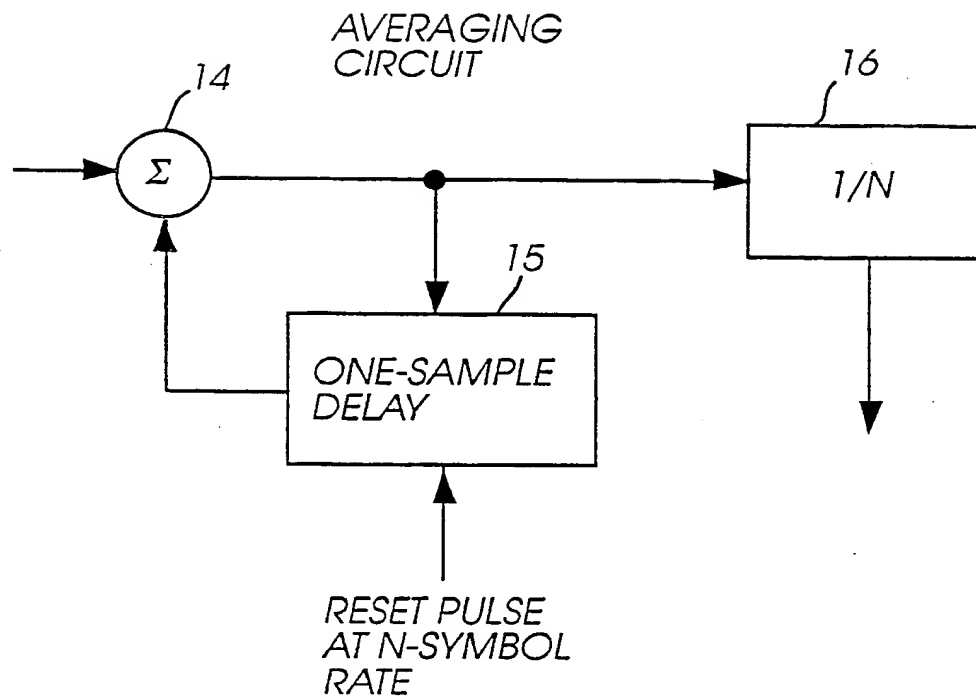 AVERAGING
CIRCUIT
14
16
Σ
1/N
15
ONE-SAMPLE
DELAY
RESET PULSE
AT N-SYMBOL
RATE